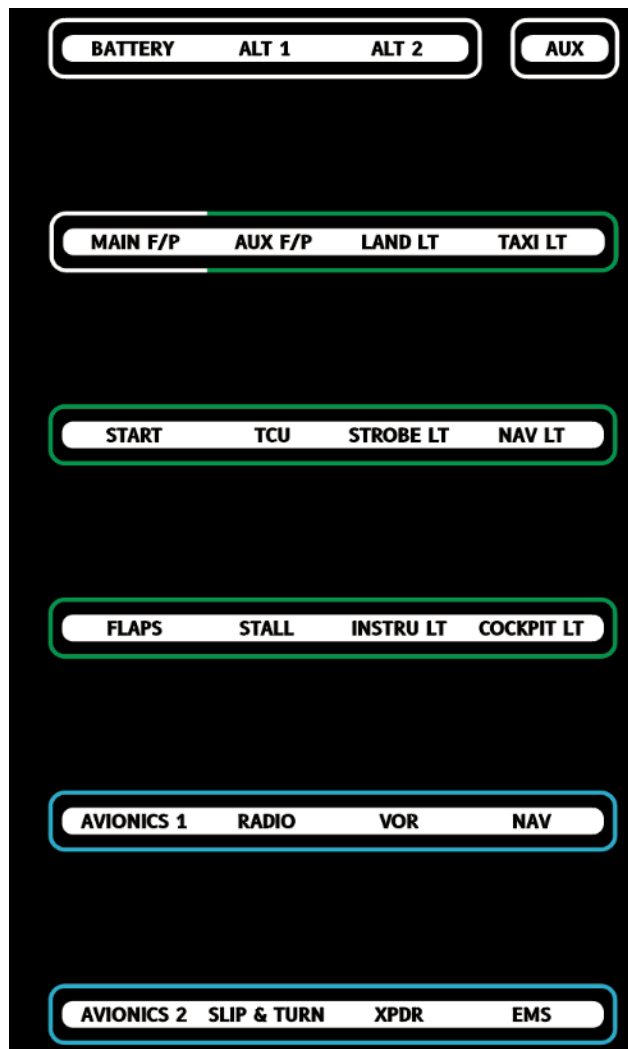 BATTERY ALT 1 ALT 2 AUX
MAIN F/P AUX F/P LAND LT TAXI LT
START TCU STROBE LT NAV LT
FLAPS STALL INSTRU LT COCKPIT LT
AVIONICS 1 RADIO VOR NAV
AVIONICS 2 SLIP & TURN XPDR EMS